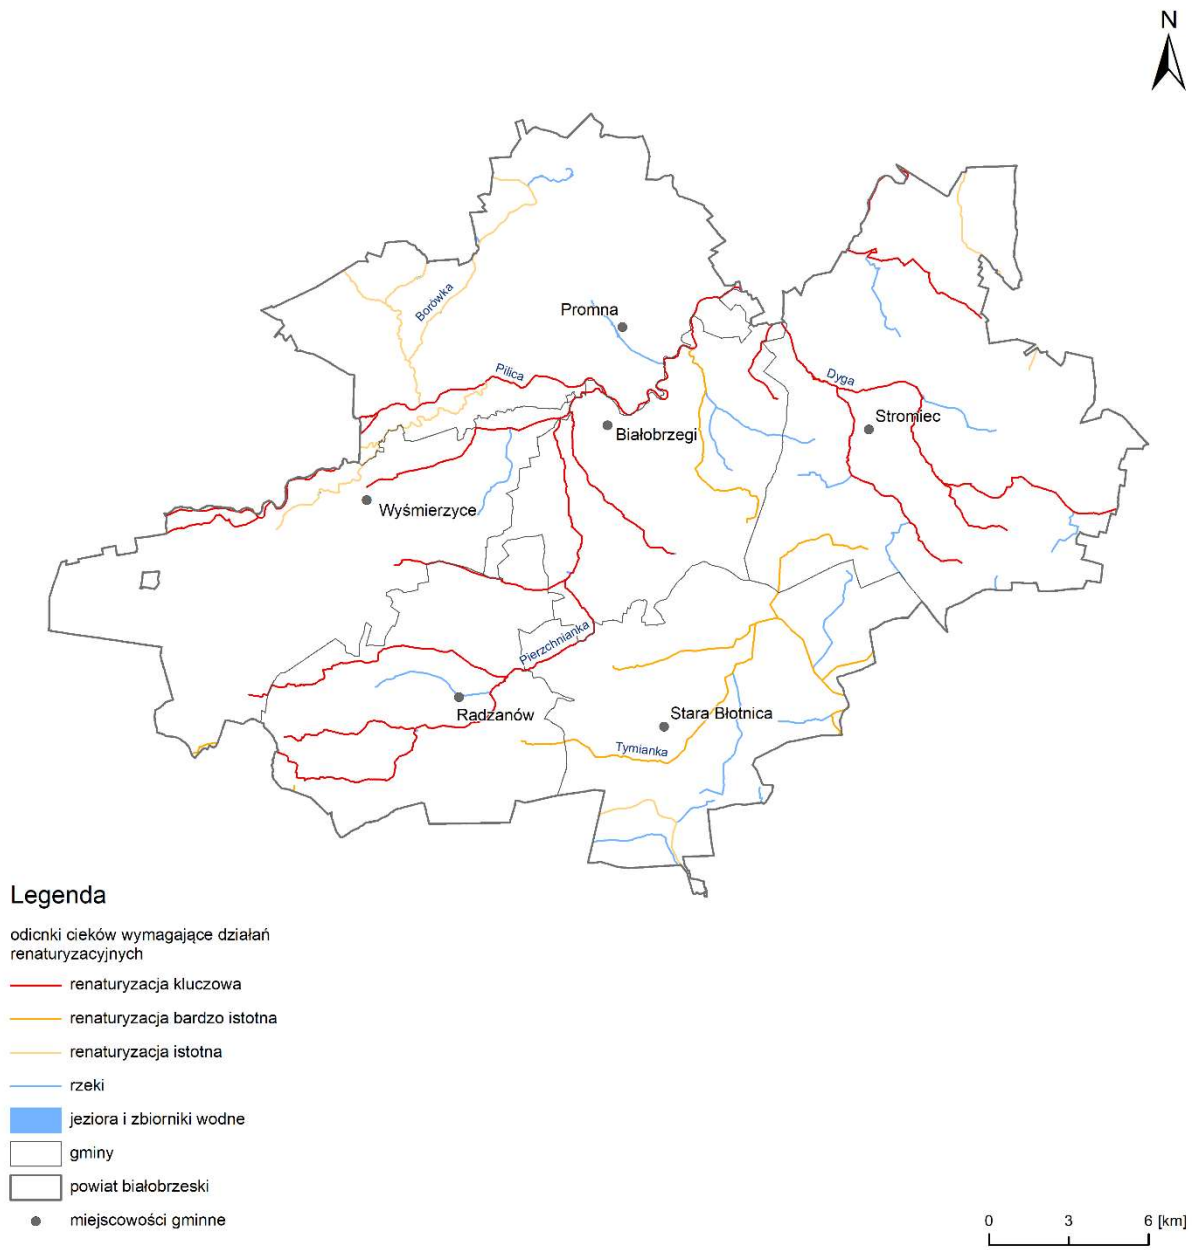 N
Promna
Borówka
Pilica
Dyga
Stromiec
Białobrzegi
Wyśmierzyce
Pierzchnianka
Radzanów
Stara Błotnica
Tymianka
Legenda
odicnki cieków wymagające działań
renaturyzacyjnych
renaturyzacja kluczowa
renaturyzacja bardzo istotna
renaturyzacja istotna
rzeki
jeziora i zbiorniki wodne
gminy
powiat białobrzeski
miejscowości gminne
0 3 6 [km]